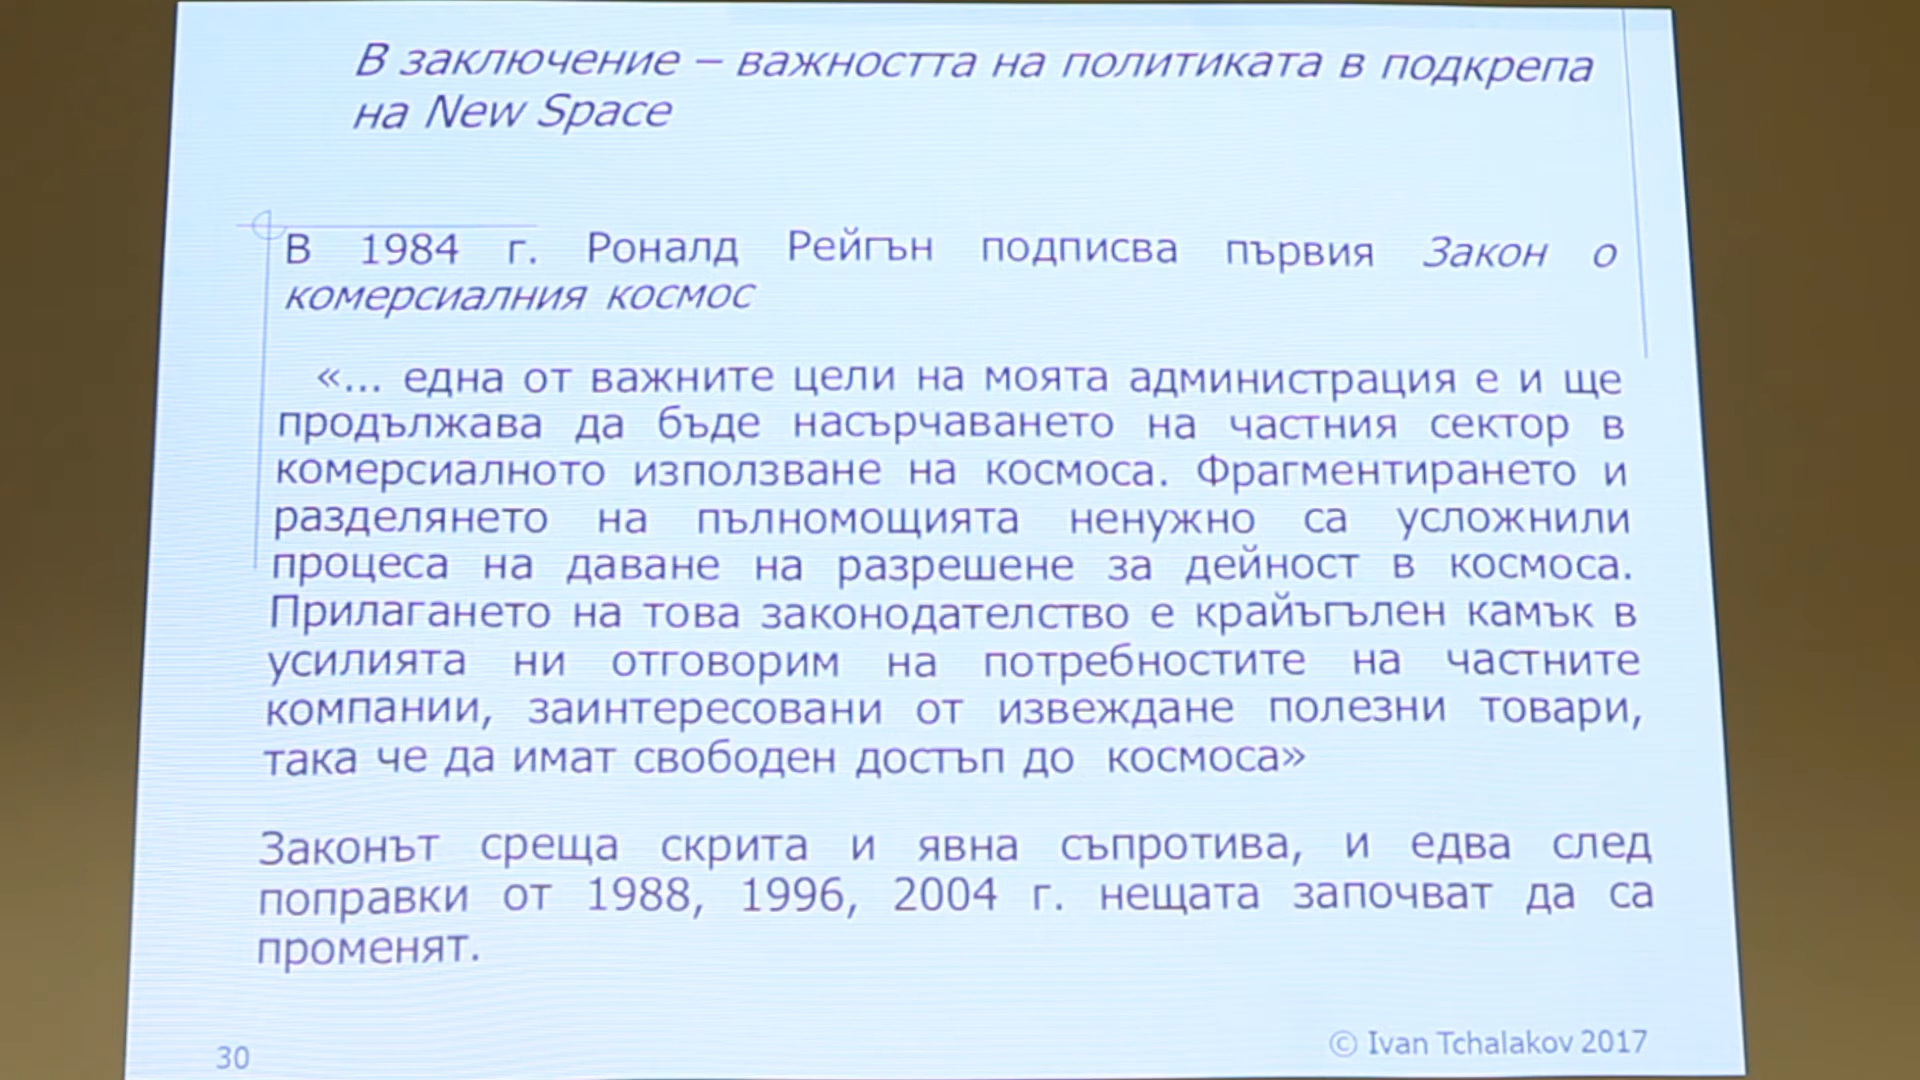 В заключение – важността на политиката в подкрепа
на New Space
В 1984 г. Роналд Рейгън подписва първия Закон о
комерсиалния космос
«... една от важните цели на моята администрация е и ще
продължава да бъде насърчаването на частния сектор в
комерсиалното използване на космоса. Фрагментирането и
разделянето на пълномощията ненужно са усложнили
процеса на даване на разрешене за дейност в космоса.
Прилагането на това законодателство е крайъгълен камък в
усилията ни отговорим на потребностите на частните
компании, заинтересовани от извеждане полезни товари,
така че да имат свободен достъп до космоса»
Законът среща скрита и явна съпротива, и едва след
поправки от 1988, 1996, 2004 г. нещата започват да са
променят.
30
© Ivan Tchalakov 2017